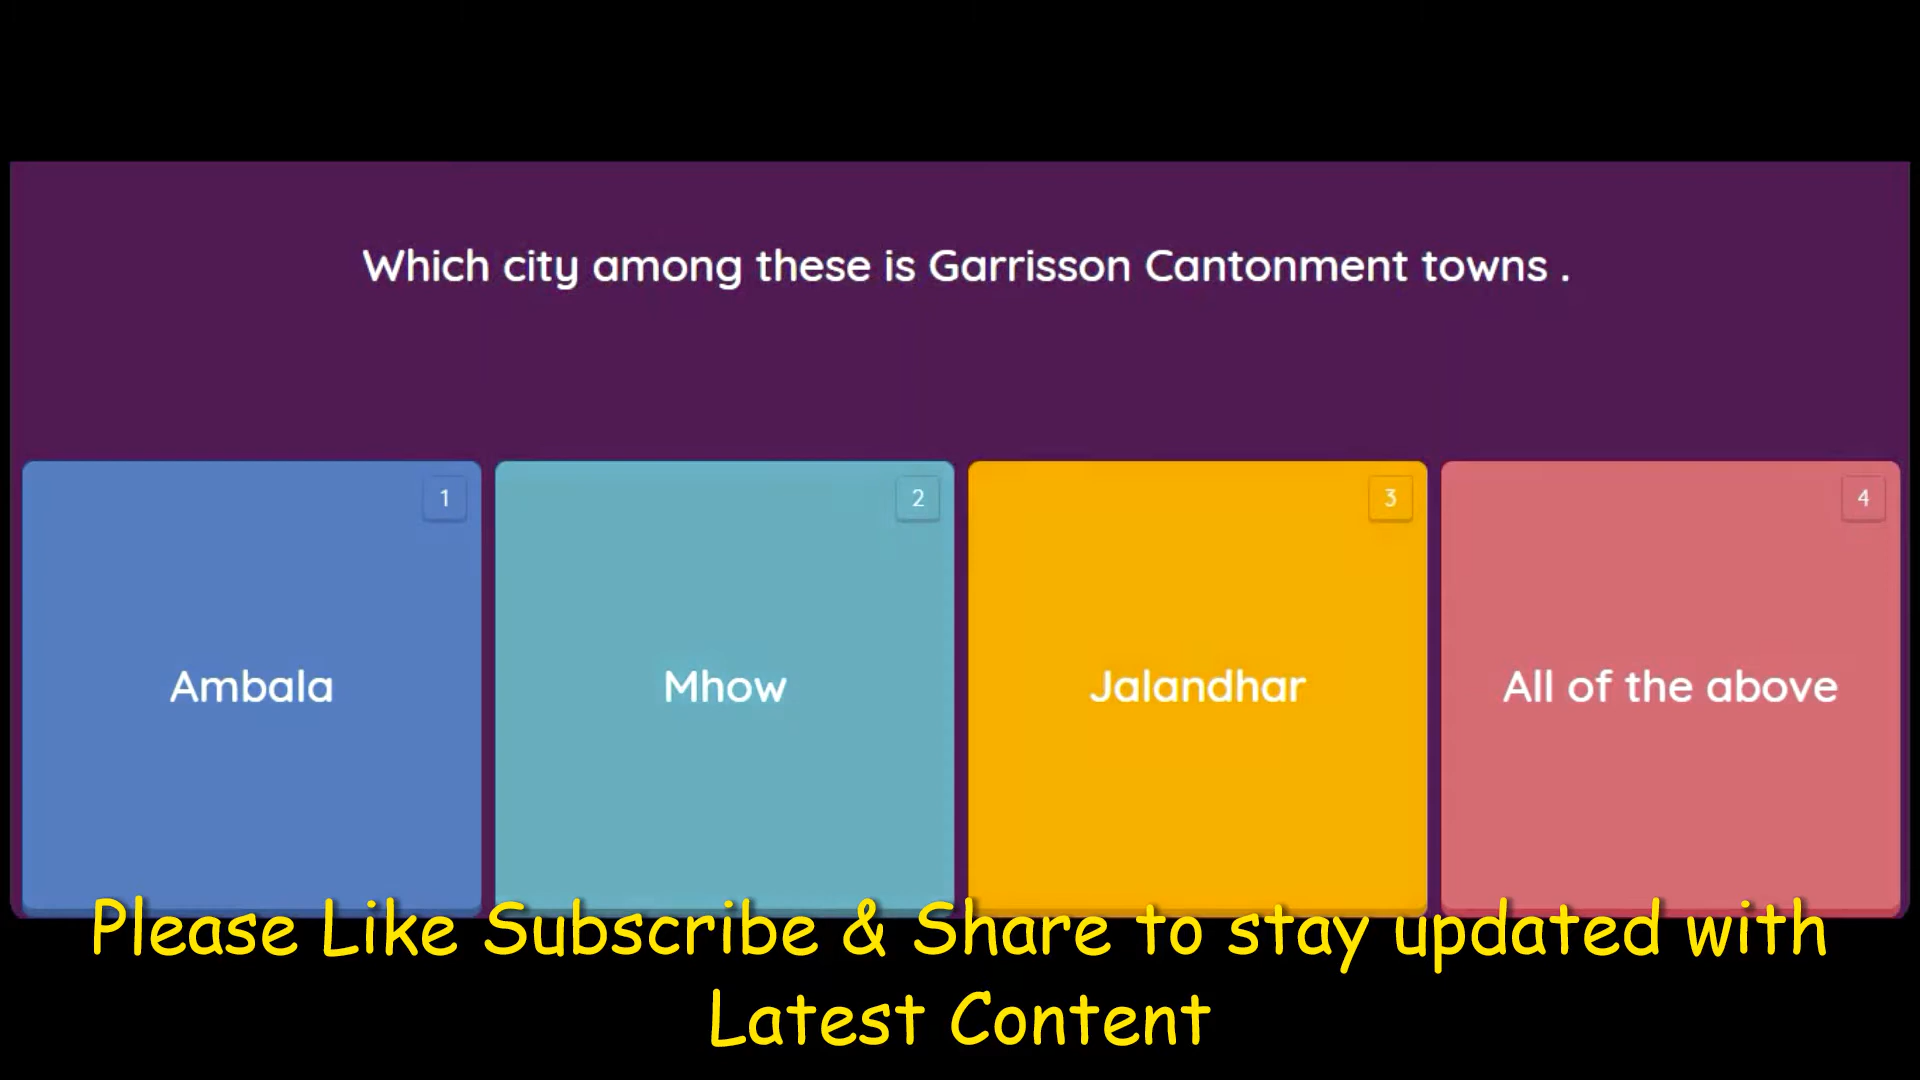 Which city among these is Garrisson Cantonment towns .
1
2
3
4
Ambala
Mhow
Jalandhar
All of the above
Please Like Subscribe & Share to stay updated with
Latest Content